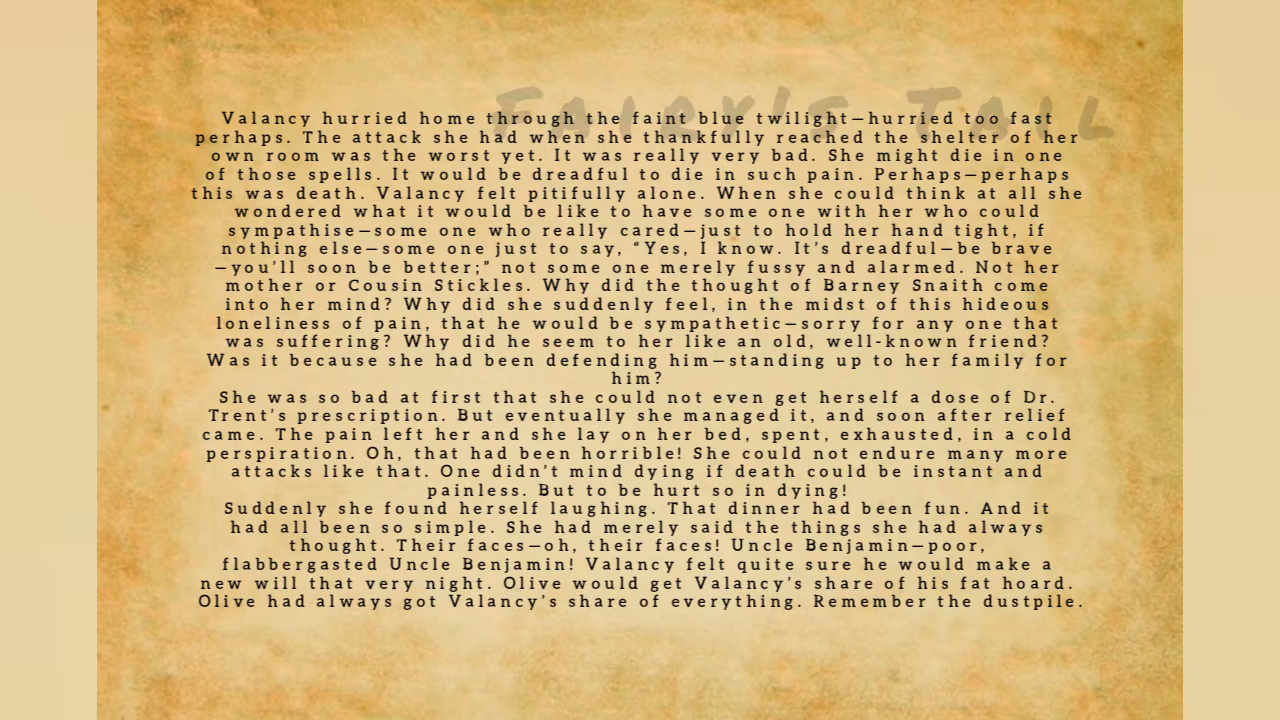 FAIRY'S TAIL
Valancy hurried home through the faint blue twilight—hurried too fast
perhaps. The attack she had when she thankfully reached the shelter of her
own room was the worst yet. It was really very bad. She might die in one
of those spells. It would be dreadful to die in such pain. Perhaps—perhaps
this was death. Valancy felt pitifully alone. When she could think at all she
wondered what it would be like to have some one with her who could
sympathise—some one who really cared—just to hold her hand tight, if
nothing else—some one just to say, “Yes, I know. It’s dreadful—be brave
—you’ll soon be better;” not some one merely fussy and alarmed. Not her
mother or Cousin Stickles. Why did the thought of Barney Snaith come
into her mind? Why did she suddenly feel, in the midst of this hideous
loneliness of pain, that he would be sympathetic—sorry for any one that
was suffering? Why did he seem to her like an old, well-known friend?
Was it because she had been defending him—standing up to her family for
him?
She was so bad at first that she could not even get herself a dose of Dr.
Trent’s prescription. But eventually she managed it, and soon after relief
came. The pain left her and she lay on her bed, spent, exhausted, in a cold
perspiration. Oh, that had been horrible! She could not endure many more
attacks like that. One didn’t mind dying if death could be instant and
painless. But to be hurt so in dying!
Suddenly she found herself laughing. That dinner had been fun. And it
had all been so simple. She had merely said the things she had always
thought. Their faces—oh, their faces! Uncle Benjamin—poor,
flabbergasted Uncle Benjamin! Valancy felt quite sure he would make a
new will that very night. Olive would get Valancy’s share of his fat hoard.
Olive had always got Valancy’s share of everything. Remember the dustpile.